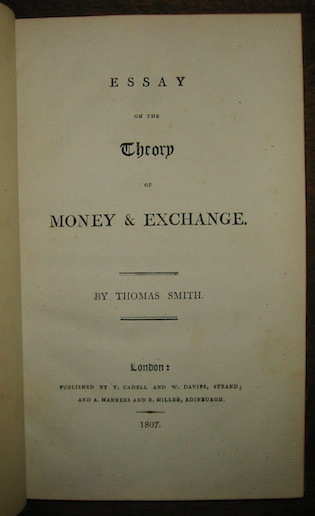 ESSAY
ON THE
Theory
OF
MONEY & EXCHANGE.
BY THOMAS SMITH.
London:
PUBLISHED BY T. CADELL AND W. DAVIES, STRAND;
AND A. MANNERS AND R. MILLER, EDINBURGH.
1807.